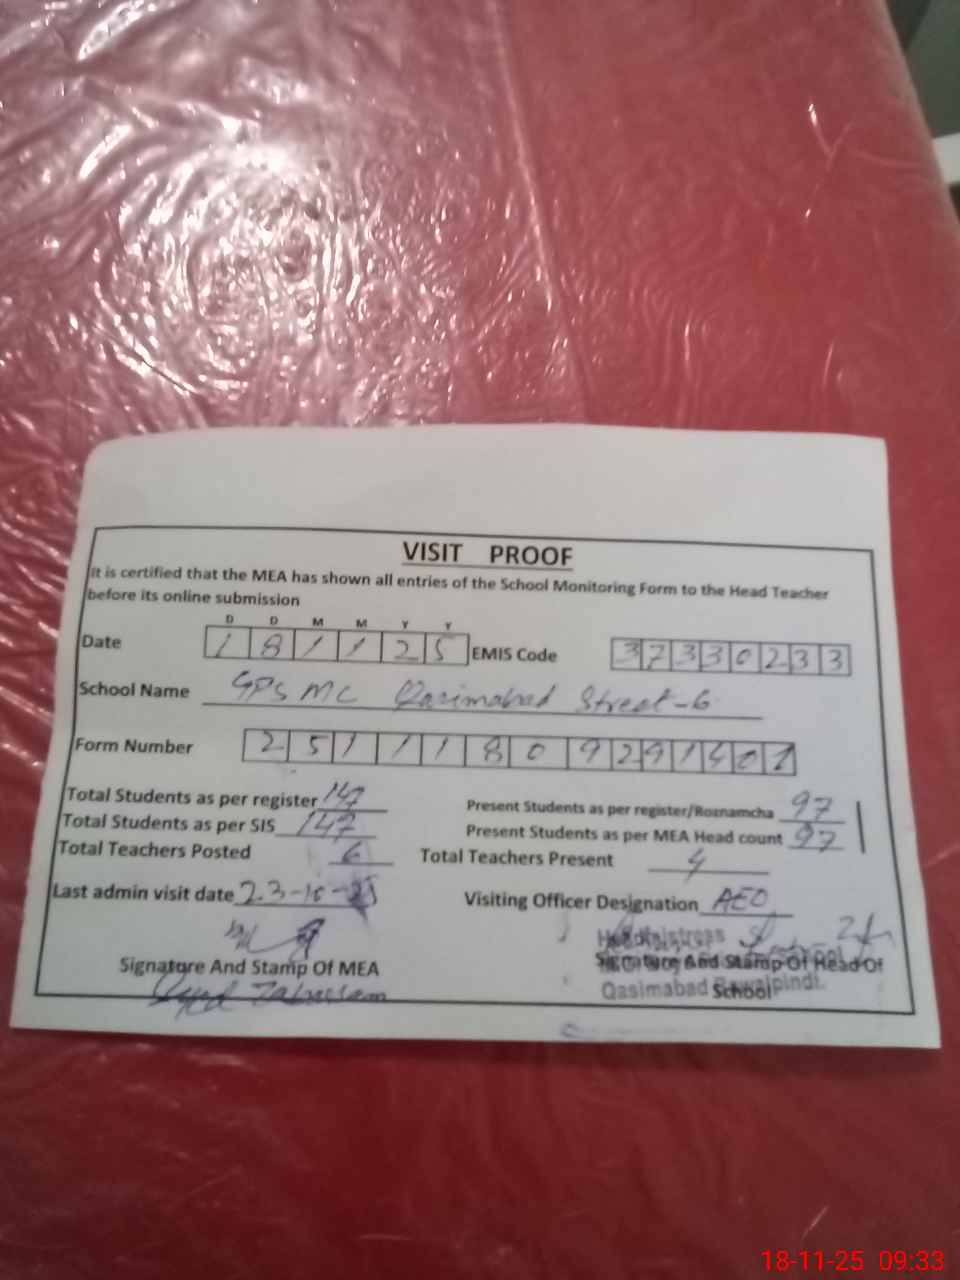 VISIT PROOF
It is certified that the MEA has shown all entries of the School Monitoring Form to the Head Teacher
before its online submission
D D M M Y Y
Date 1 8 1 1 2 5 EMIS Code 3 7 3 3 0 2 3 3
School Name GPS MC Qasimabad Street-6
Form Number 2 5 1 1 1 8 0 9 2 9 1 4 0 1
Total Students as per register 147 Present Students as per register/Roznamcha 97
Total Students as per SIS 147 Present Students as per MEA Head count 97
Total Teachers Posted 6 Total Teachers Present 4
Last admin visit date 23-10-25 Visiting Officer Designation AEO
Headmistress
Signature And Stamp Of MEA Signature And Stamp Of Head Of
Syed Qasimabad Rawalpindi. School
18-11-25 09:33